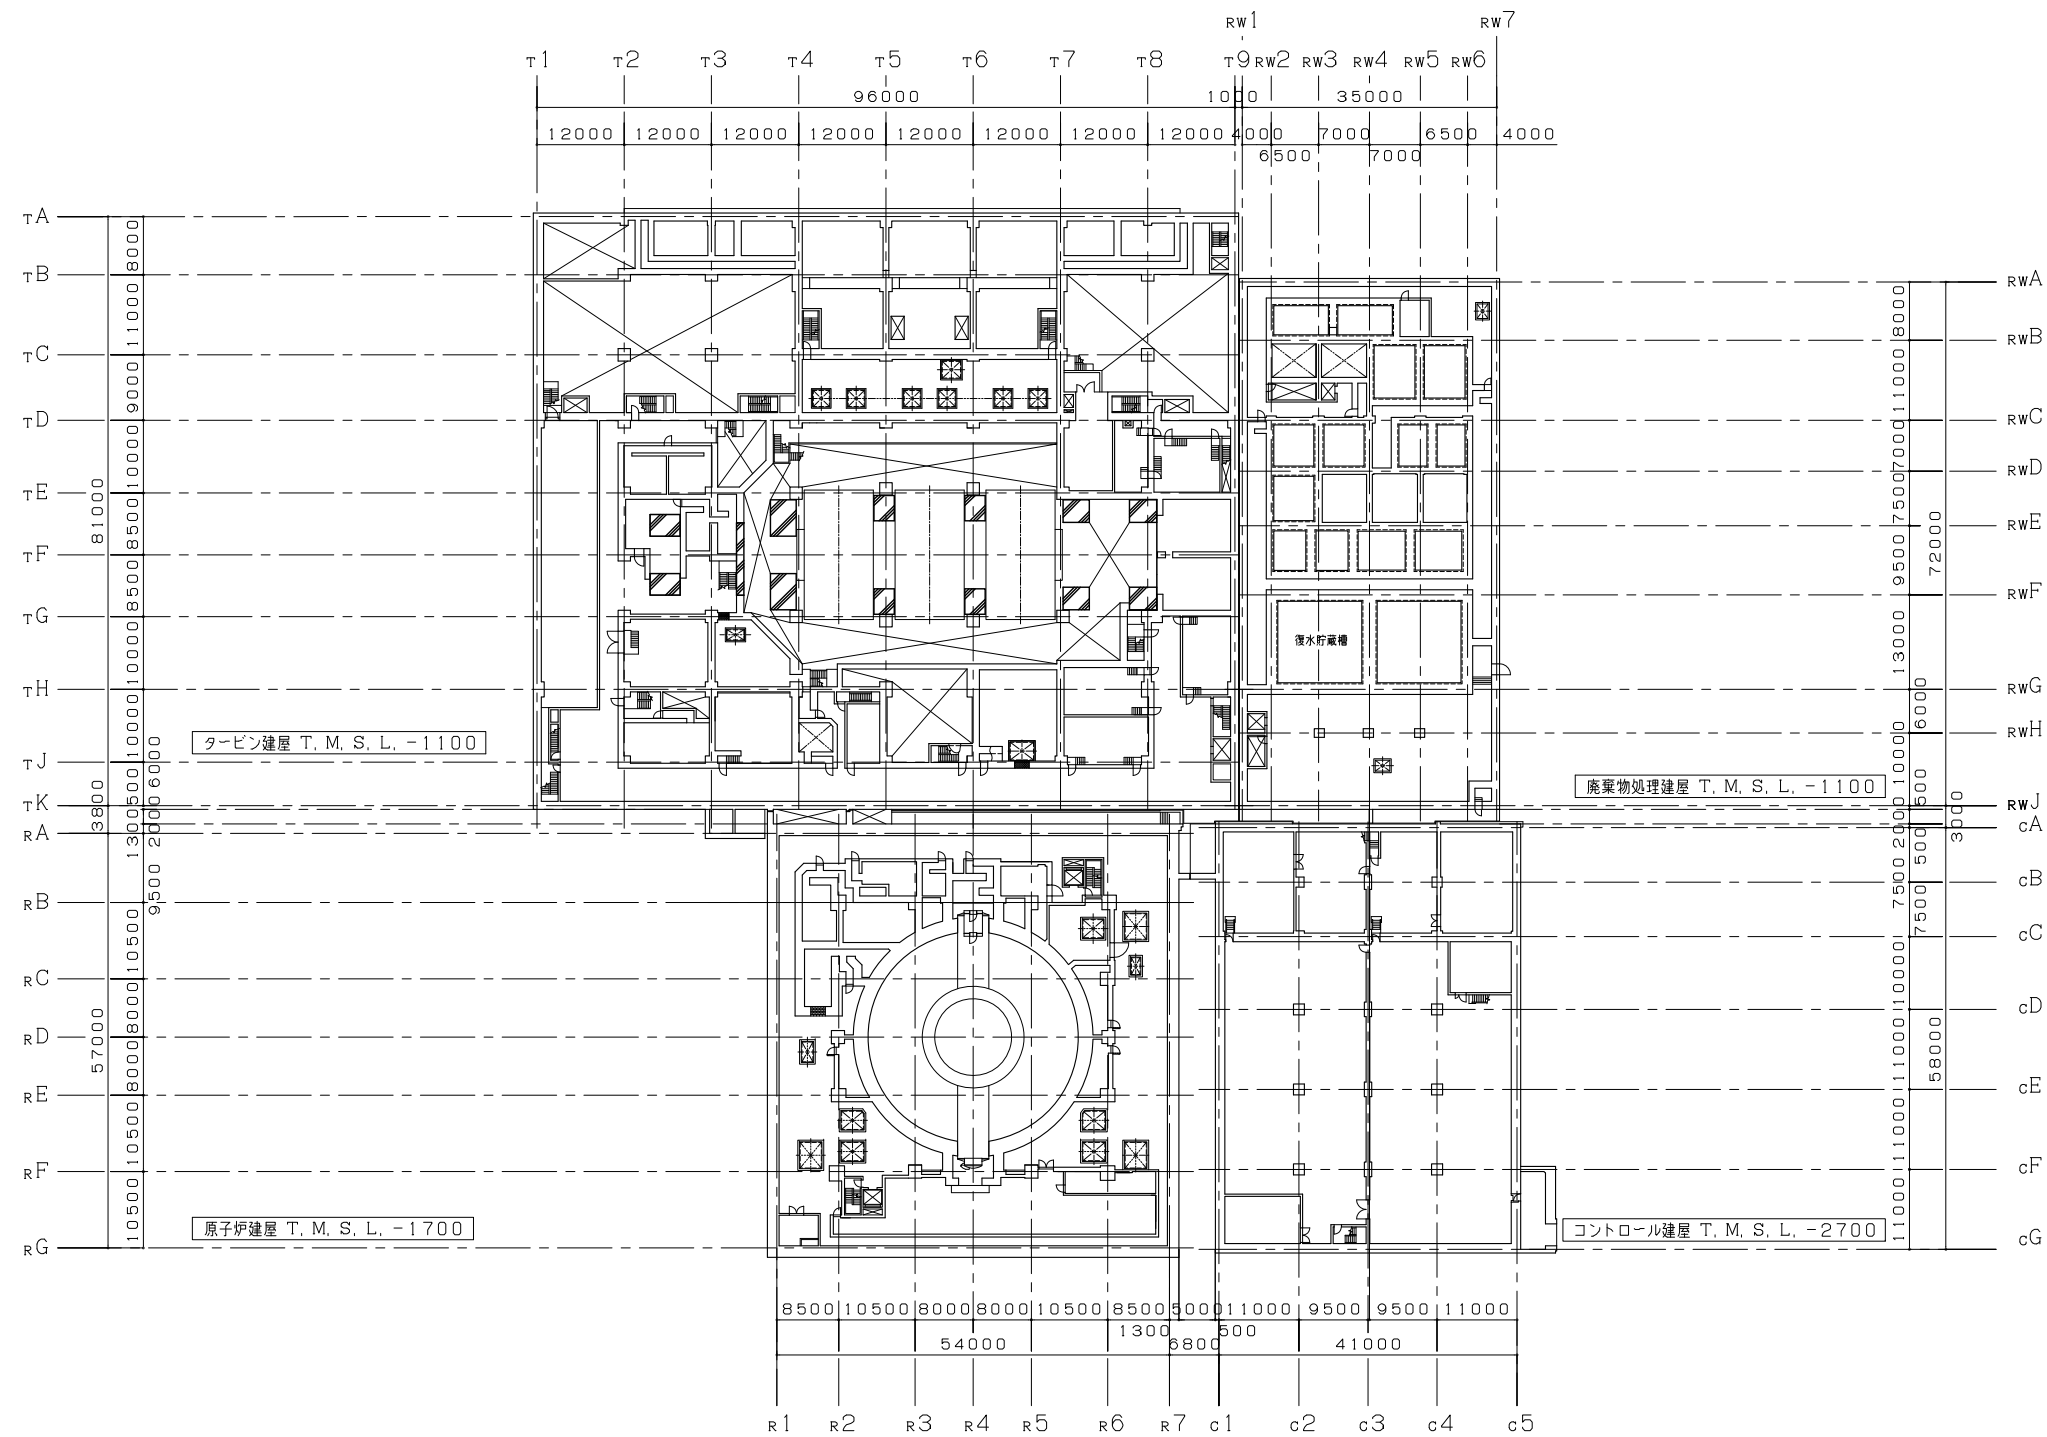 RW1 RW7
T1 T2 T3 T4 T5 T6 T7 T8 T9 RW2 RW3 RW4 RW5 RW6
96000 1000 35000
12000 12000 12000 12000 12000 12000 12000 12000 4000 7000 6500 4000
6500 7000
TA
TB
TC
TD
TE
TF
TG
TH
TJ
TK
RA
RB
RC
RD
RE
RF
RG
81000
3800
57000
8000
11000
9000
10000
8500
8500
10000
10000
6000
500
1300
2000
9500
10500
8000
8000
10500
10500
RWA
RWB
RWC
RWD
RWE
RWF
RWG
RWH
RWJ
CA
CB
CC
CD
CE
CF
CG
8000
11000
7000
7500
9500
13000
6000
10000
500
200
500
7500
7500
10000
11000
11000
11000
72000
3000
58000
復水貯蔵槽
タービン建屋 T.M.S.L.-1100
廃棄物処理建屋 T.M.S.L.-1100
原子炉建屋 T.M.S.L.-1700
コントロール建屋 T.M.S.L.-2700
8500 10500 8000 8000 10500 8500 5000 11000 9500 9500 11000
1300 500
54000 6800 41000
R1 R2 R3 R4 R5 R6 R7 C1 C2 C3 C4 C5